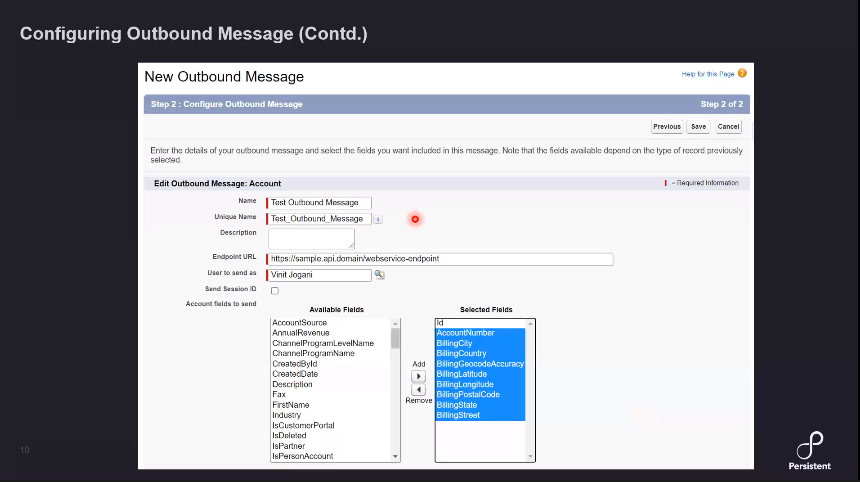 Configuring Outbound Message (Contd.)
New Outbound Message
Help for this Page
Step 2 : Configure Outbound Message
Step 2 of 2
Previous
Save
Cancel
Enter the details of your outbound message and select the fields you want included in this message. Note that the fields available depend on the type of record previously
selected.
Edit Outbound Message: Account
= Required Information
Name
Test Outbound Message
Unique Name
Test_Outbound_Message
i
Description
Endpoint URL
https://sample.api.domain/webservice-endpoint
User to send as
Vinit Jogani
Send Session ID
Account fields to send
Available Fields
AccountSource
AnnualRevenue
ChannelProgramLevelName
ChannelProgramName
CreatedById
CreatedDate
Description
Fax
FirstName
Industry
IsCustomerPortal
IsDeleted
IsPartner
IsPersonAccount
Add
Remove
Selected Fields
Id
AccountNumber
BillingCity
BillingCountry
BillingGeocodeAccuracy
BillingLatitude
BillingLongitude
BillingPostalCode
BillingState
BillingStreet
10
Persistent